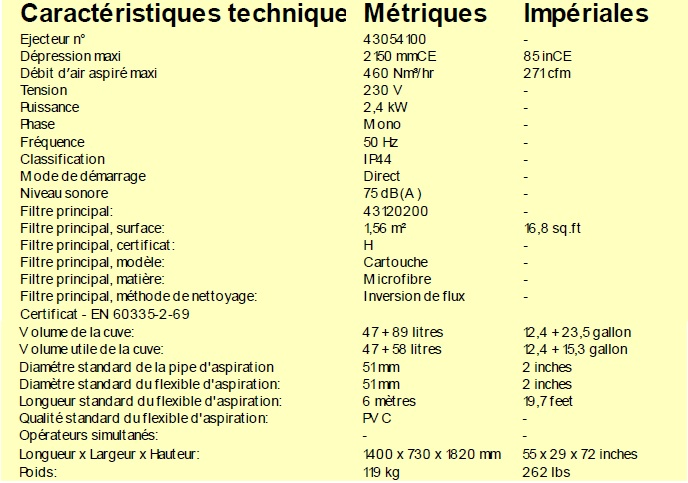 Caractéristiques technique Métriques Impériales
Ejecteur n° 43054100 -
Dépression maxi 2150 mmCE 85 inCE
Débit d'air aspiré maxi 460 Nm³/hr 271 cfm
Tension 230 V -
Puissance 2,4 kW -
Phase Mono -
Fréquence 50 Hz -
Classification IP44 -
Mode de démarrage Direct -
Niveau sonore 75 dB(A) -
Filtre principal: 43120200 -
Filtre principal, surface: 1,56 m² 16,8 sq.ft
Filtre principal, certificat: H -
Filtre principal, modèle: Cartouche -
Filtre principal, matière: Microfibre -
Filtre principal, méthode de nettoyage: Inversion de flux -
Certificat - EN 60335-2-69
Volume de la cuve: 47 + 89 litres 12,4 + 23,5 gallon
Volume utile de la cuve: 47 + 58 litres 12,4 + 15,3 gallon
Diamétre standard de la pipe d'aspiration 51 mm 2 inches
Diamètre standard du flexible d'aspiration: 51 mm 2 inches
Longueur standard du flexible d'aspiration: 6 mètres 19,7 feet
Qualité standard du flexible d'aspiration: PVC -
Opérateurs simultanés: - -
Longueur x Largeur x Hauteur: 1400 x 730 x 1820 mm 55 x 29 x 72 inches
Poids: 119 kg 262 lbs